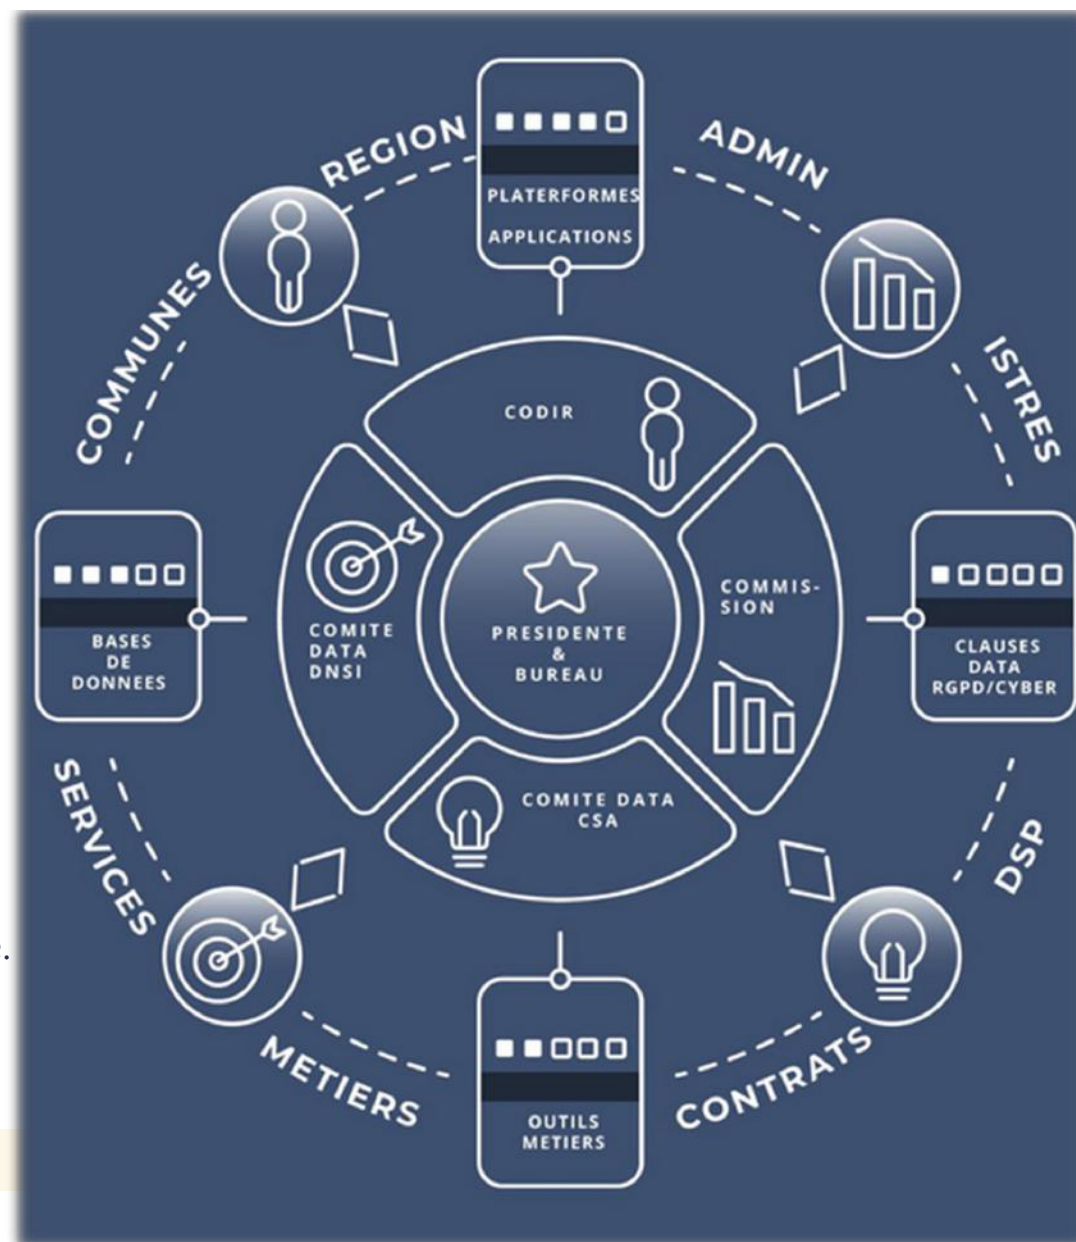 REGION
ADMIN
PLATERFORMES
APPLICATIONS
COMMUNES
ISTRES
CODIR
COMITE
DATA
DNSI
PRESIDENTE
&
BUREAU
COMMIS-
SION
BASES
DE
DONNEES
CLAUSES
DATA
RGPD/CYBER
COMITE DATA
CSA
SERVICES
DSP
METIERS
CONTRATS
OUTILS
METIERS